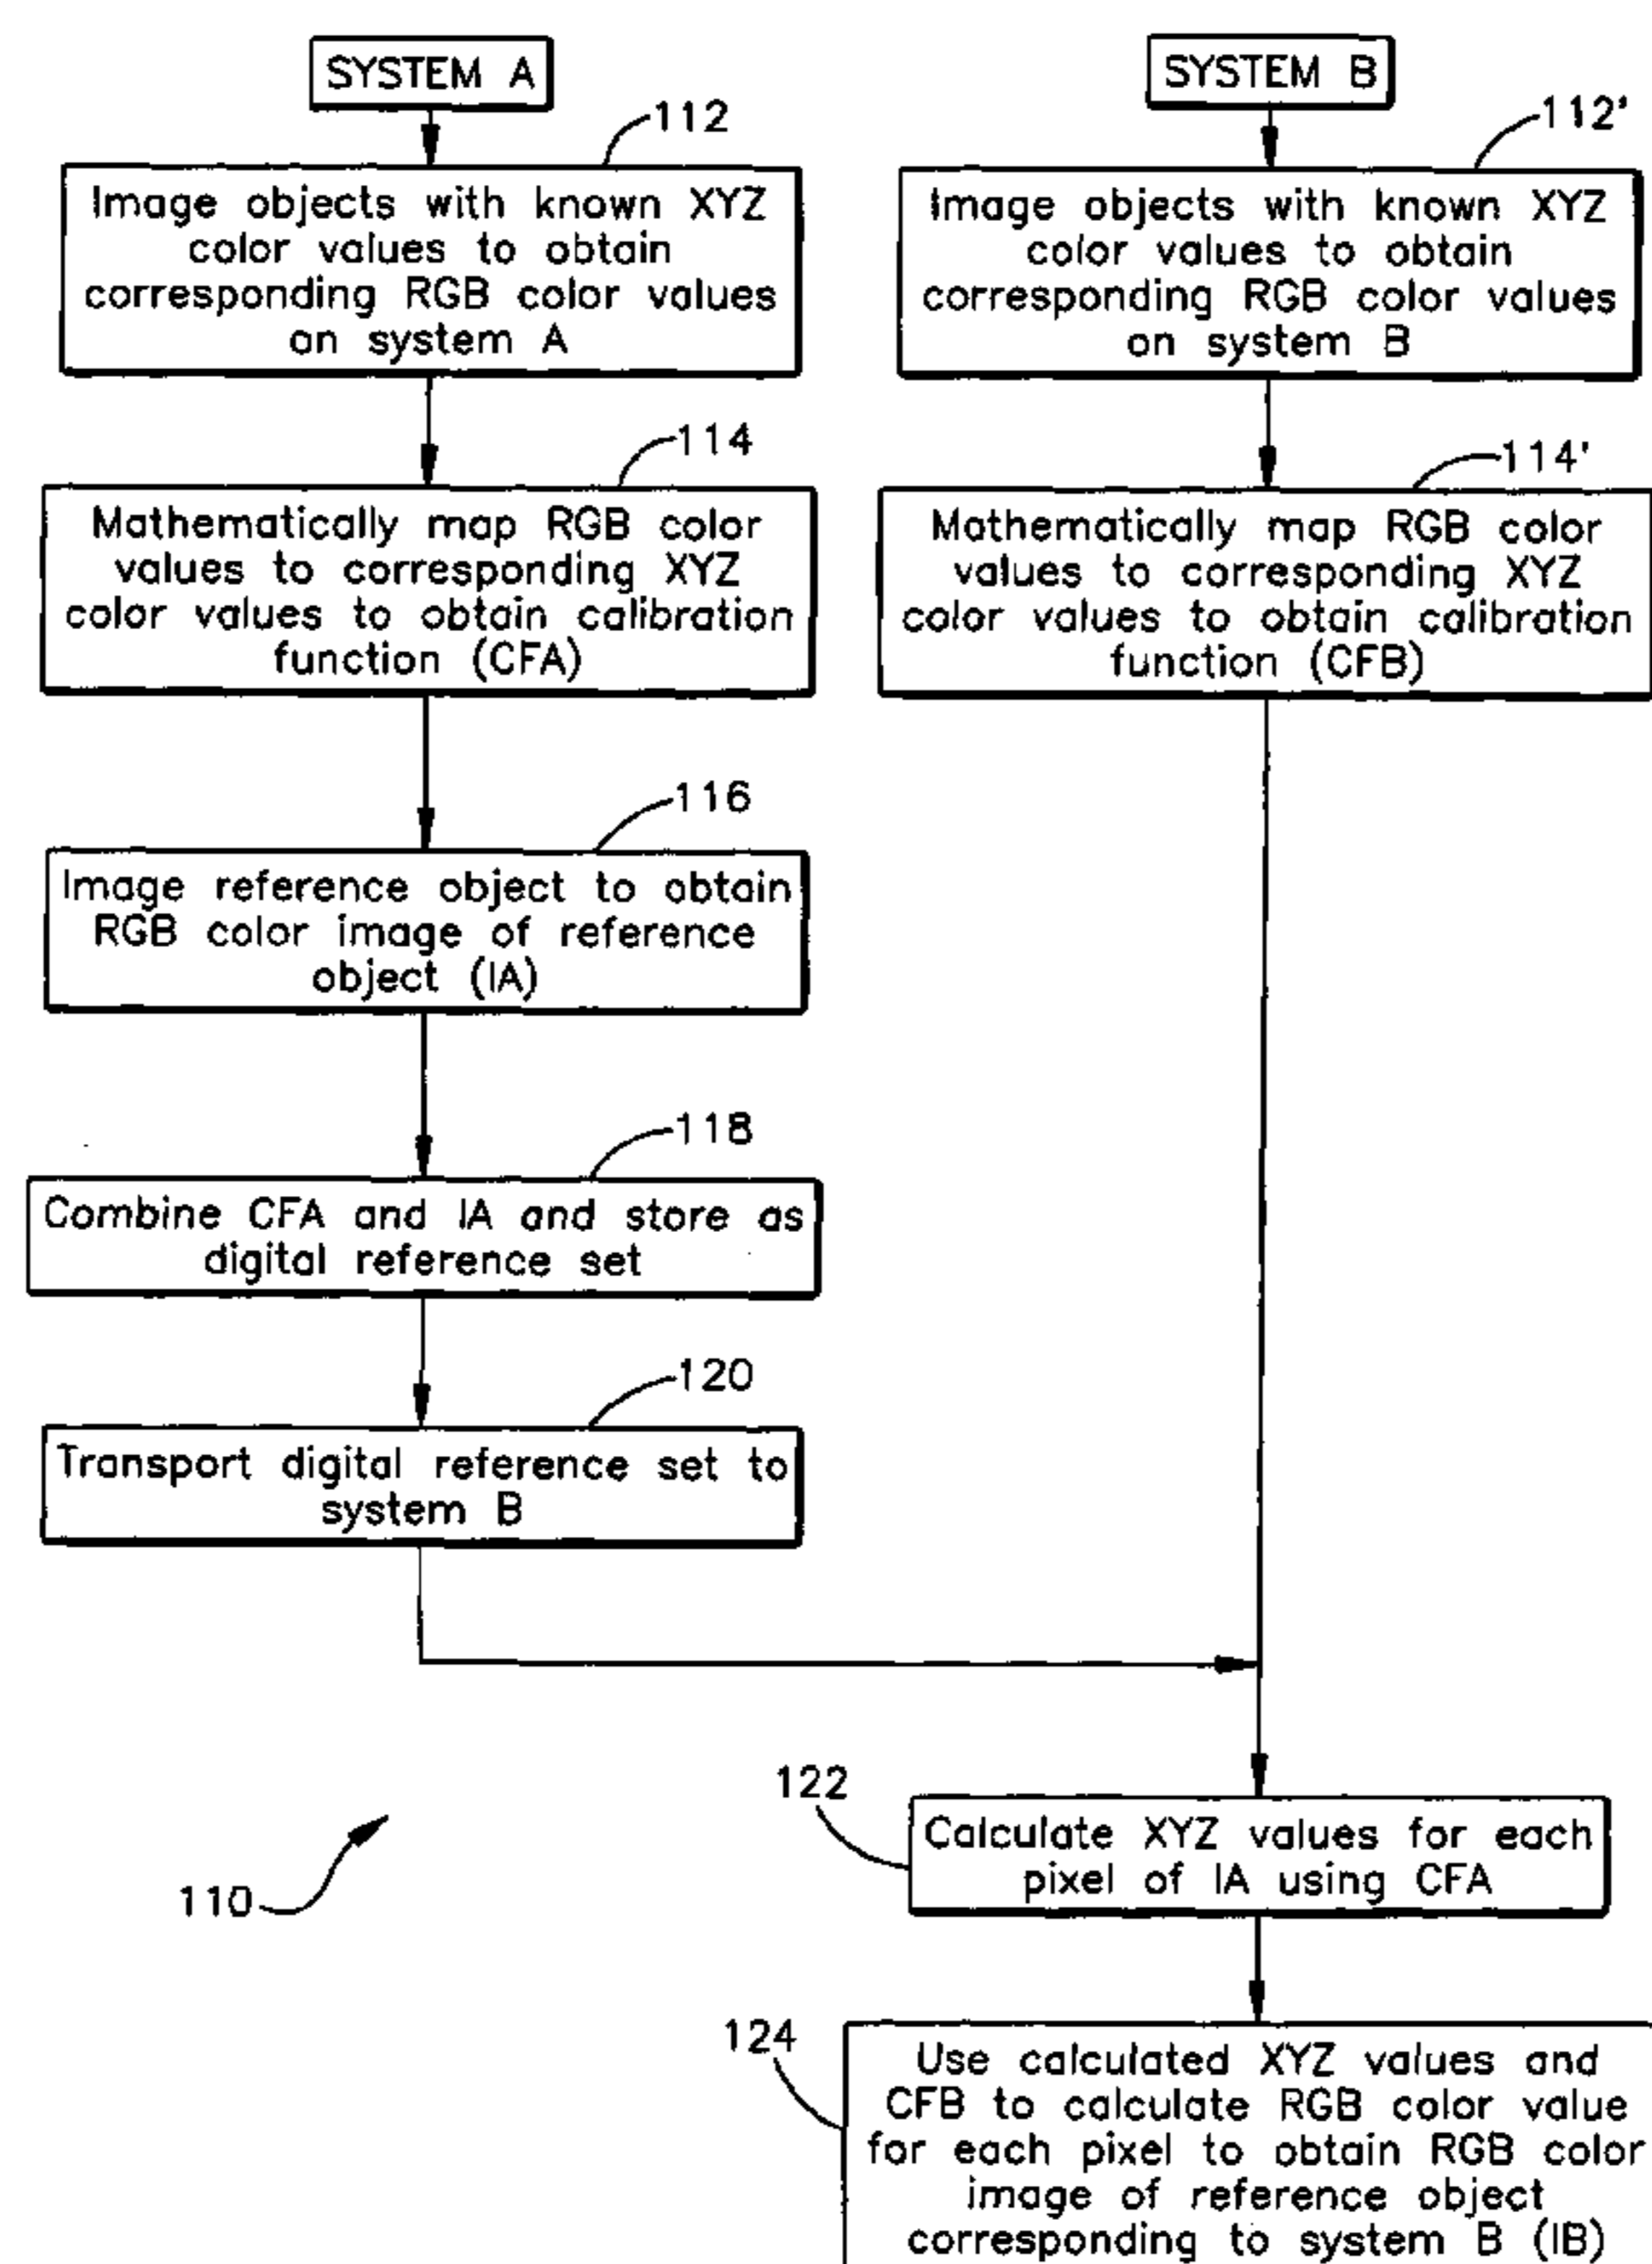 SYSTEM A
112
Image objects with known XYZ
color values to obtain
corresponding RGB color values
on system A
114
Mathematically map RGB color
values to corresponding XYZ
color values to obtain calibration
function (CFA)
116
Image reference object to obtain
RGB color image of reference
object (IA)
118
Combine CFA and IA and store as
digital reference set
120
Transport digital reference set to
system B
SYSTEM B
112'
Image objects with known XYZ
color values to obtain
corresponding RGB color values
on system B
114'
Mathematically map RGB color
values to corresponding XYZ
color values to obtain calibration
function (CFB)
122
Calculate XYZ values for each
pixel of IA using CFA
110
124
Use calculated XYZ values and
CFB to calculate RGB color value
for each pixel to obtain RGB color
image of reference object
corresponding to system B (IB)